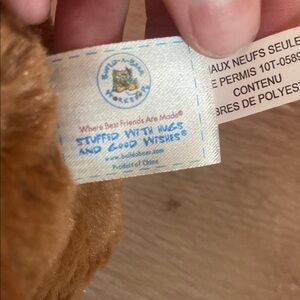 BUILD-A-BEAR
WORKSHOP
Where Best Friends Are Made®
STUFFED WITH HUGS
AND GOOD WISHES®
www.buildabear.com
Product of China
AUX NEUFS SEULE
E PERMIS 10T-0589
CONTENU
BRES DE POLYES